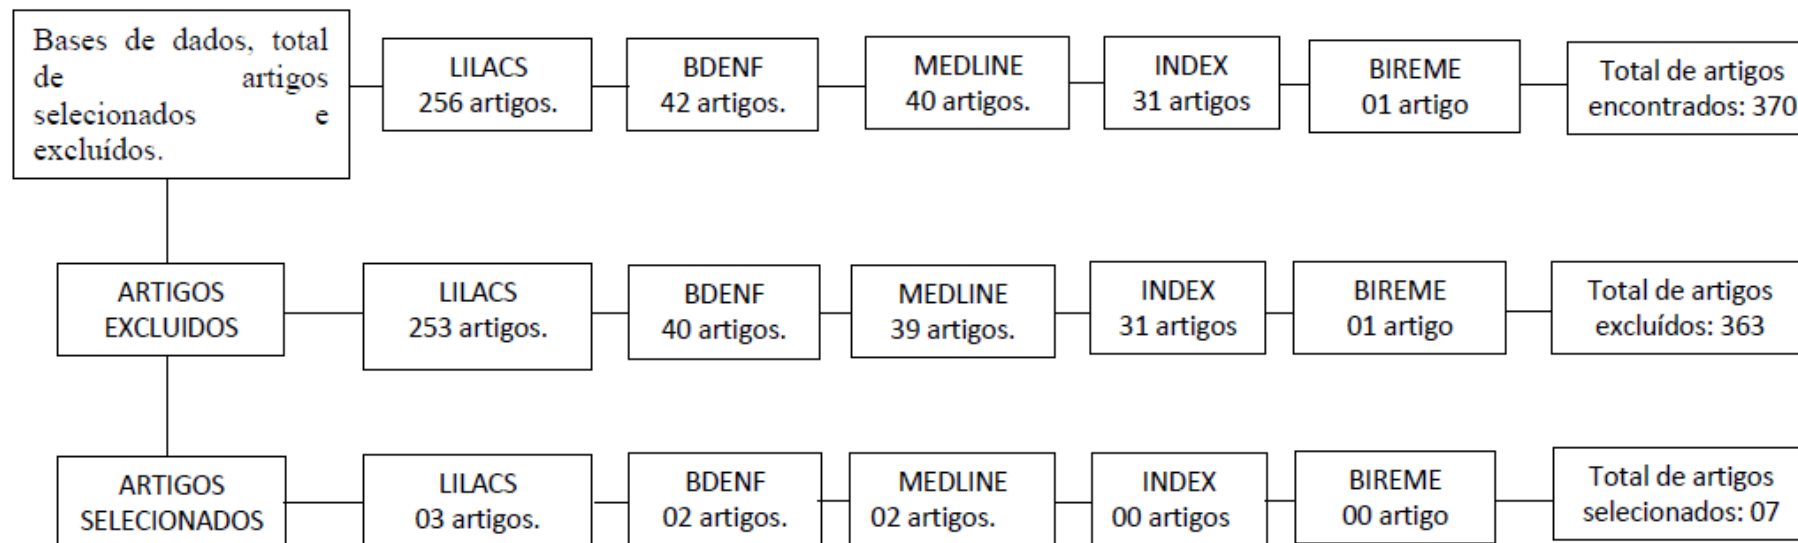 Bases de dados, total
de artigos
selecionados e
excluídos.
LILACS
256 artigos.
BDENF
42 artigos.
MEDLINE
40 artigos.
INDEX
31 artigos
BIREME
01 artigo
Total de artigos
encontrados: 370
ARTIGOS
EXCLUIDOS
LILACS
253 artigos.
BDENF
40 artigos.
MEDLINE
39 artigos.
INDEX
31 artigos
BIREME
01 artigo
Total de artigos
excluídos: 363
ARTIGOS
SELECIONADOS
LILACS
03 artigos.
BDENF
02 artigos.
MEDLINE
02 artigos.
INDEX
00 artigos
BIREME
00 artigo
Total de artigos
selecionados: 07